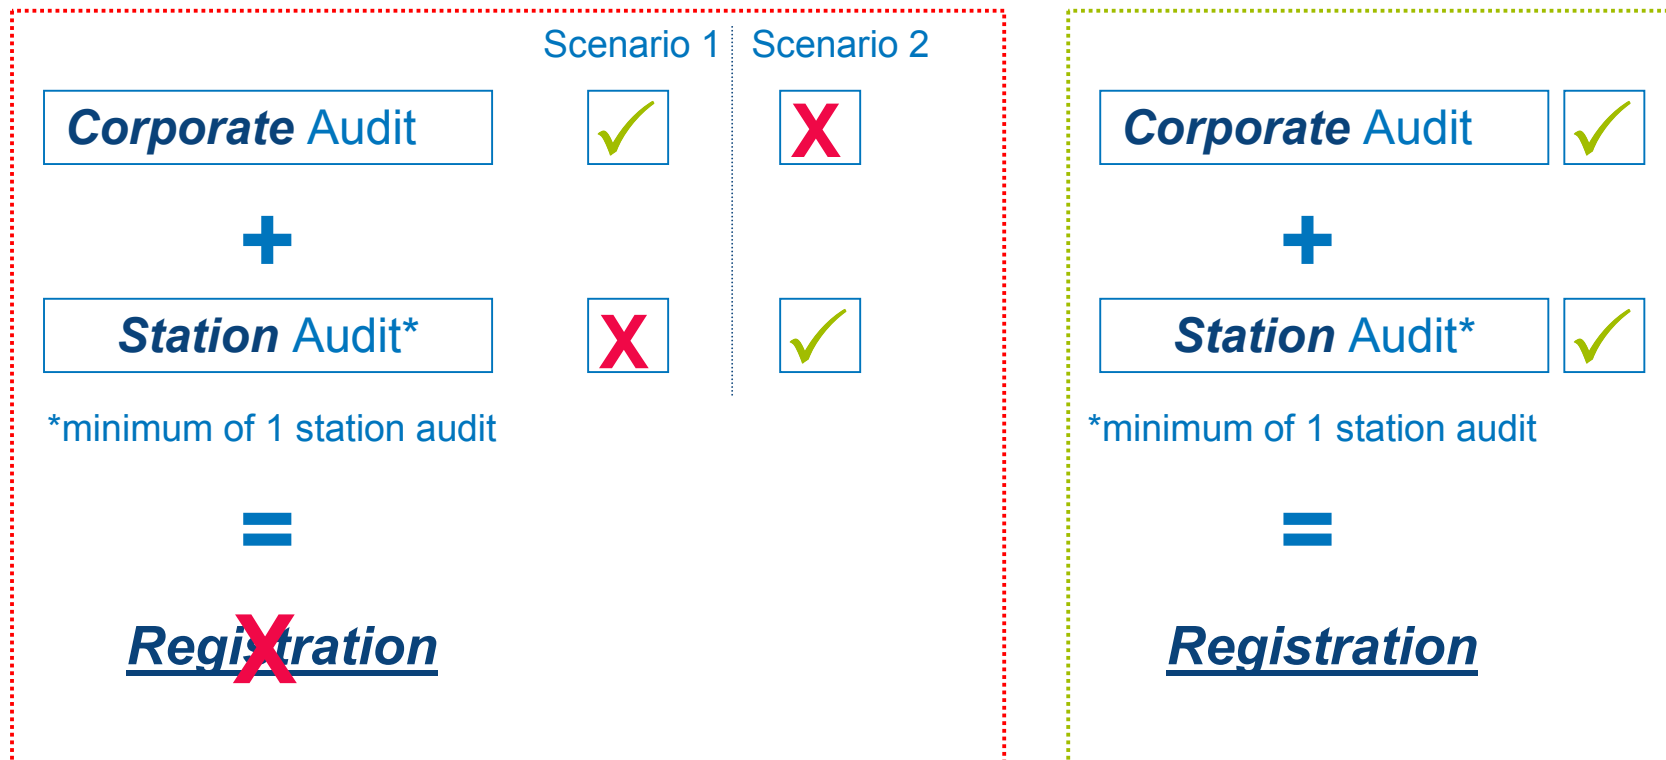 Scenario 1 Scenario 2
Corporate Audit X
+
Station Audit* X
*minimum of 1 station audit
=
Registration
X
Corporate Audit
+
Station Audit*
*minimum of 1 station audit
=
Registration